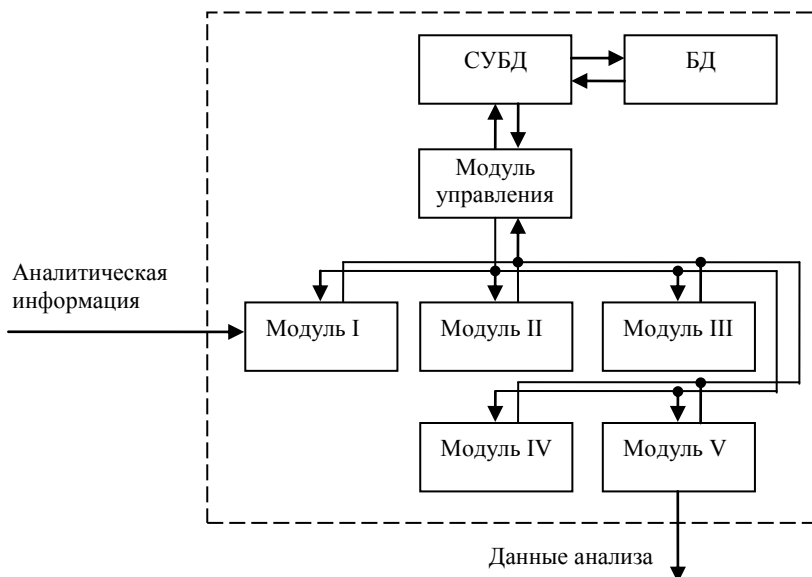 СУБД
БД
Модуль
управления
Аналитическая
информация
Модуль I
Модуль II
Модуль III
Модуль IV
Модуль V
Данные анализа